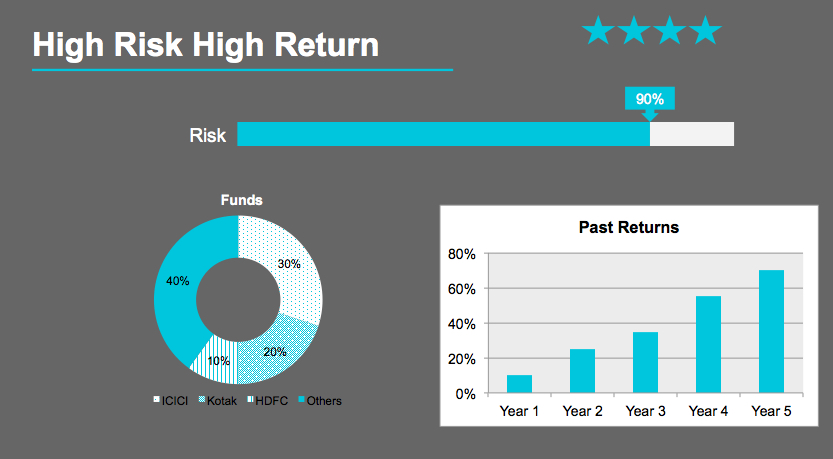 High Risk High Return
90%
Risk
Funds
30%
40%
20%
10%
ICICI Kotak HDFC Others
Past Returns
80%
60%
40%
20%
0%
Year 1 Year 2 Year 3 Year 4 Year 5